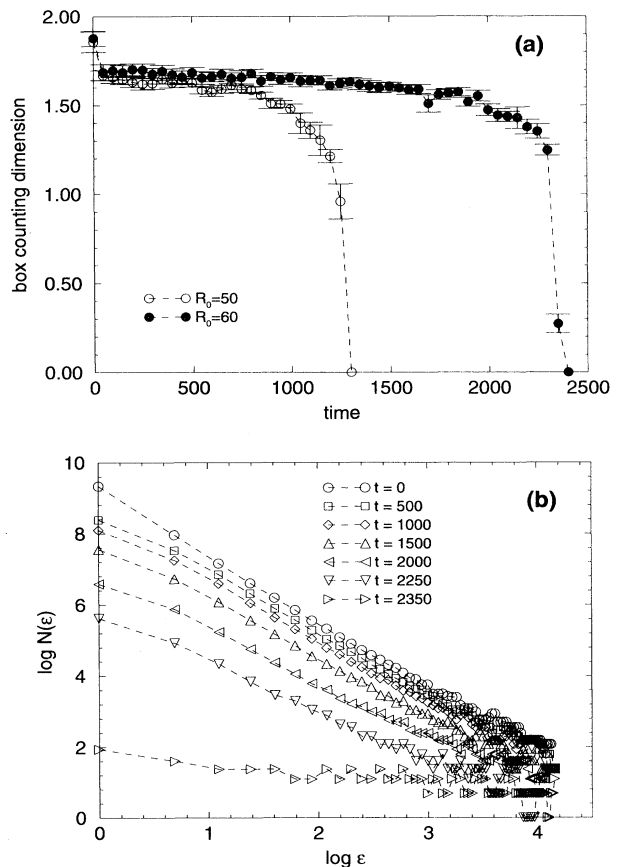 2.00
(a)
1.50
box counting dimension
1.00
0.50
R₀=50
R₀=60
0.00
0 500 1000 1500 2000 2500
time
10
(b)
t = 0
t = 500
8
t = 1000
t = 1500
t = 2000
6
t = 2250
t = 2350
log N(ε)
4
2
0
0 1 2 3 4
log ε